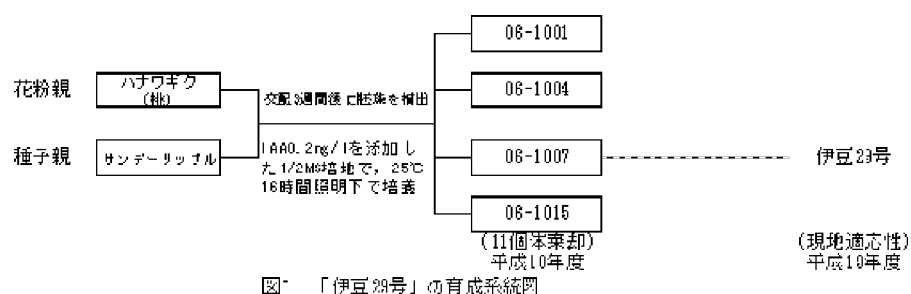 06-1001
花粉親
ハナワギク
(桃)
交配3週間後に胚珠を摘出
06-1004
種子親
サンデーリップル
IAA0.2mg/lを添加し
た1/2MS培地で，25℃
16時間照明下で培養
06-1007
伊豆29号
06-1015
(11個体棄却)
平成10年度
(現地適応性)
平成19年度
図1 「伊豆29号」の育成系統図